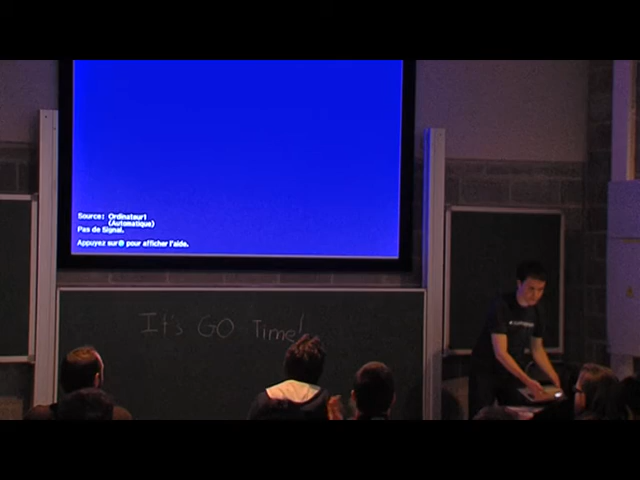 Source: Ordinateur1
(Automatique)
Pas de Signal.
Appuyez sur pour afficher l'aide.
It's GO Time!